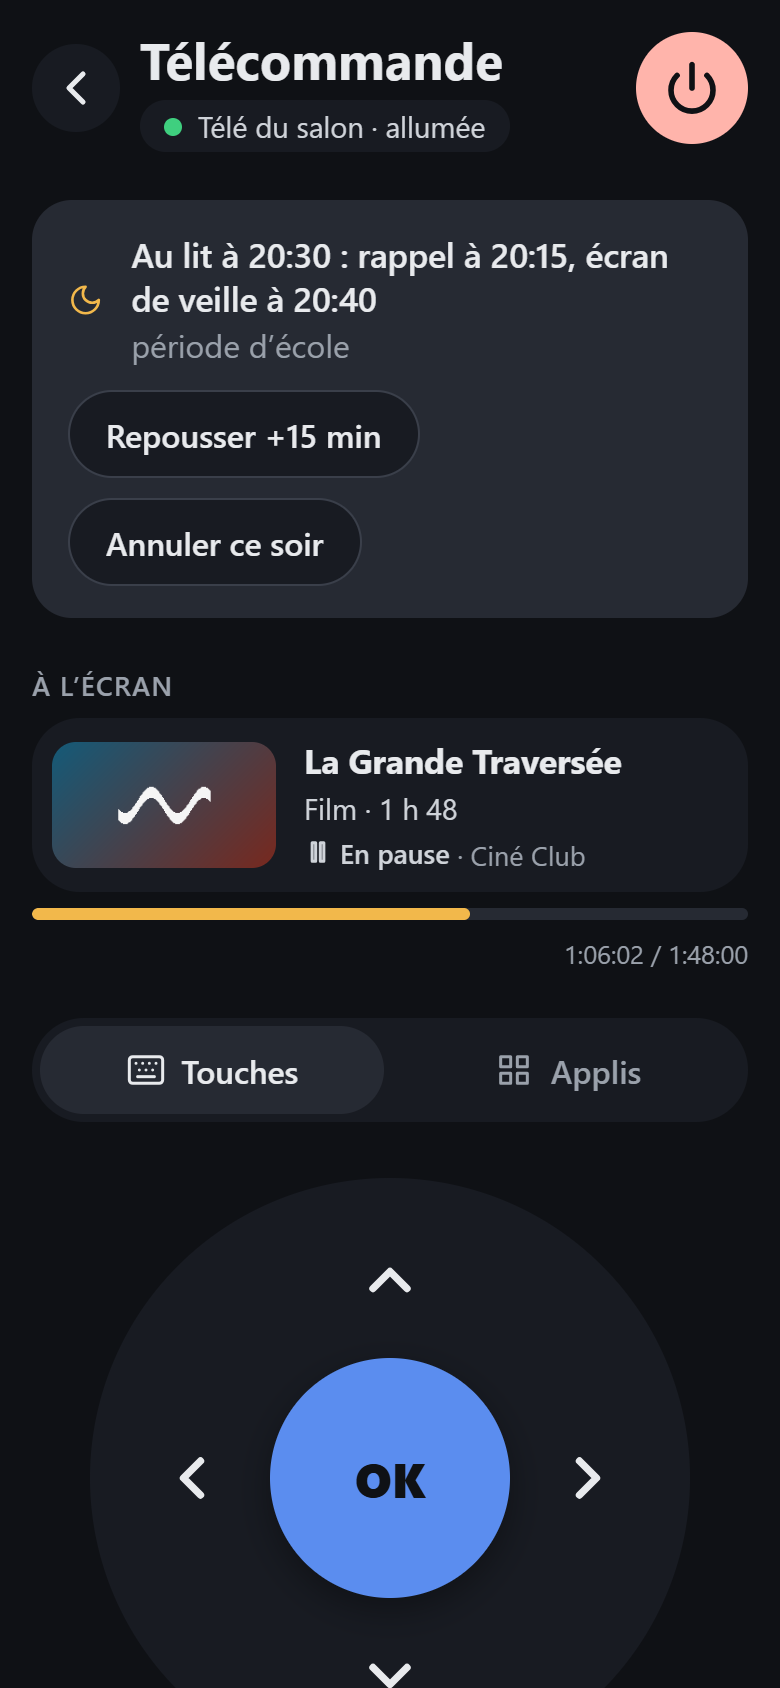 Télécommande
Télé du salon · allumée
Au lit à 20:30 : rappel à 20:15, écran
de veille à 20:40
période d’école
Repousser +15 min
Annuler ce soir
À L’ÉCRAN
La Grande Traversée
Film · 1 h 48
En pause · Ciné Club
1:06:02 / 1:48:00
Touches
Applis
OK